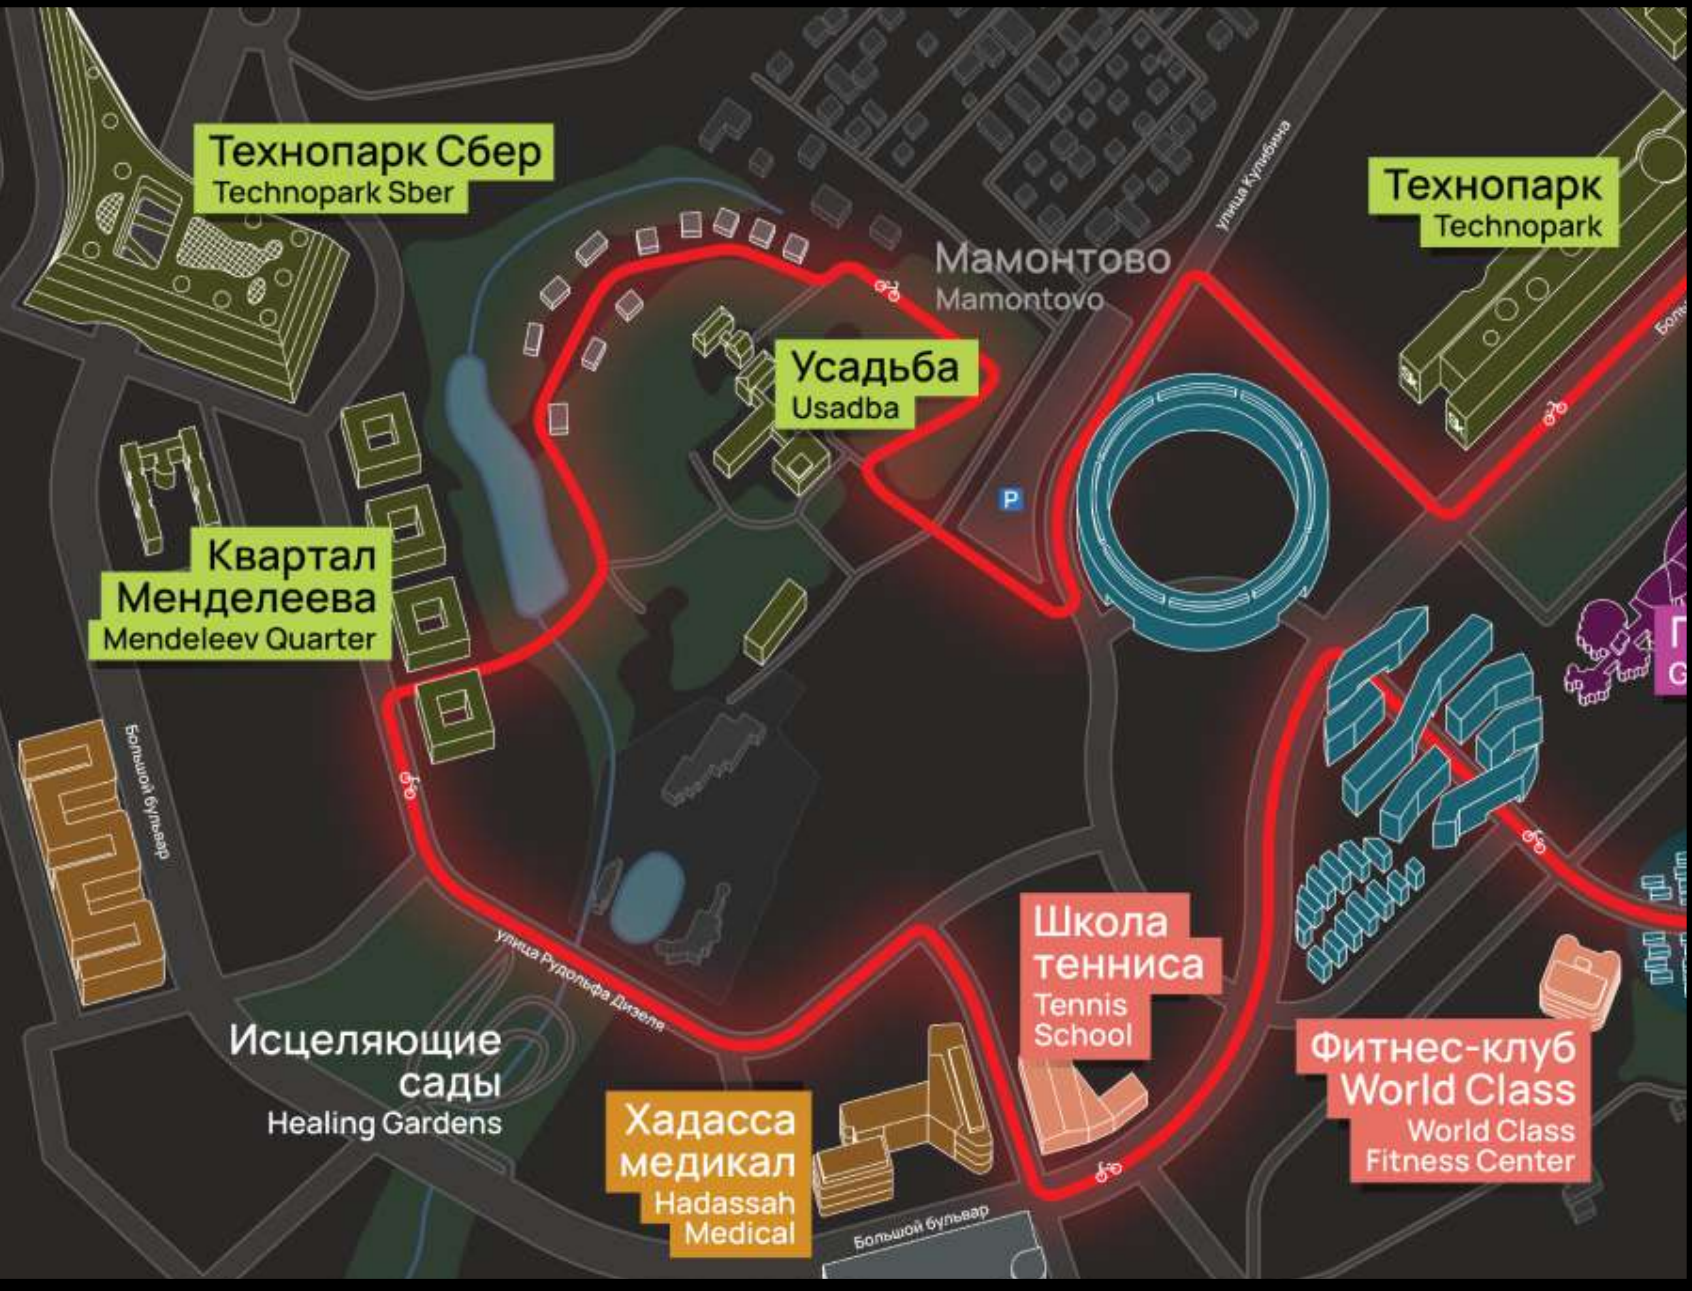 Технопарк Сбер
Technopark Sber
улица Кулибина
Технопарк
Technopark
Мамонтово
Mamontovo
Усадьба
Usadba
P
Квартал
Менделеева
Mendeleev Quarter
Большой бульвар
улица Рудольфа Дизеля
Школа
тенниса
Tennis
School
Исцеляющие
сады
Healing Gardens
Фитнес-клуб
World Class
World Class
Fitness Center
Хадасса
медикал
Hadassah
Medical
Большой бульвар